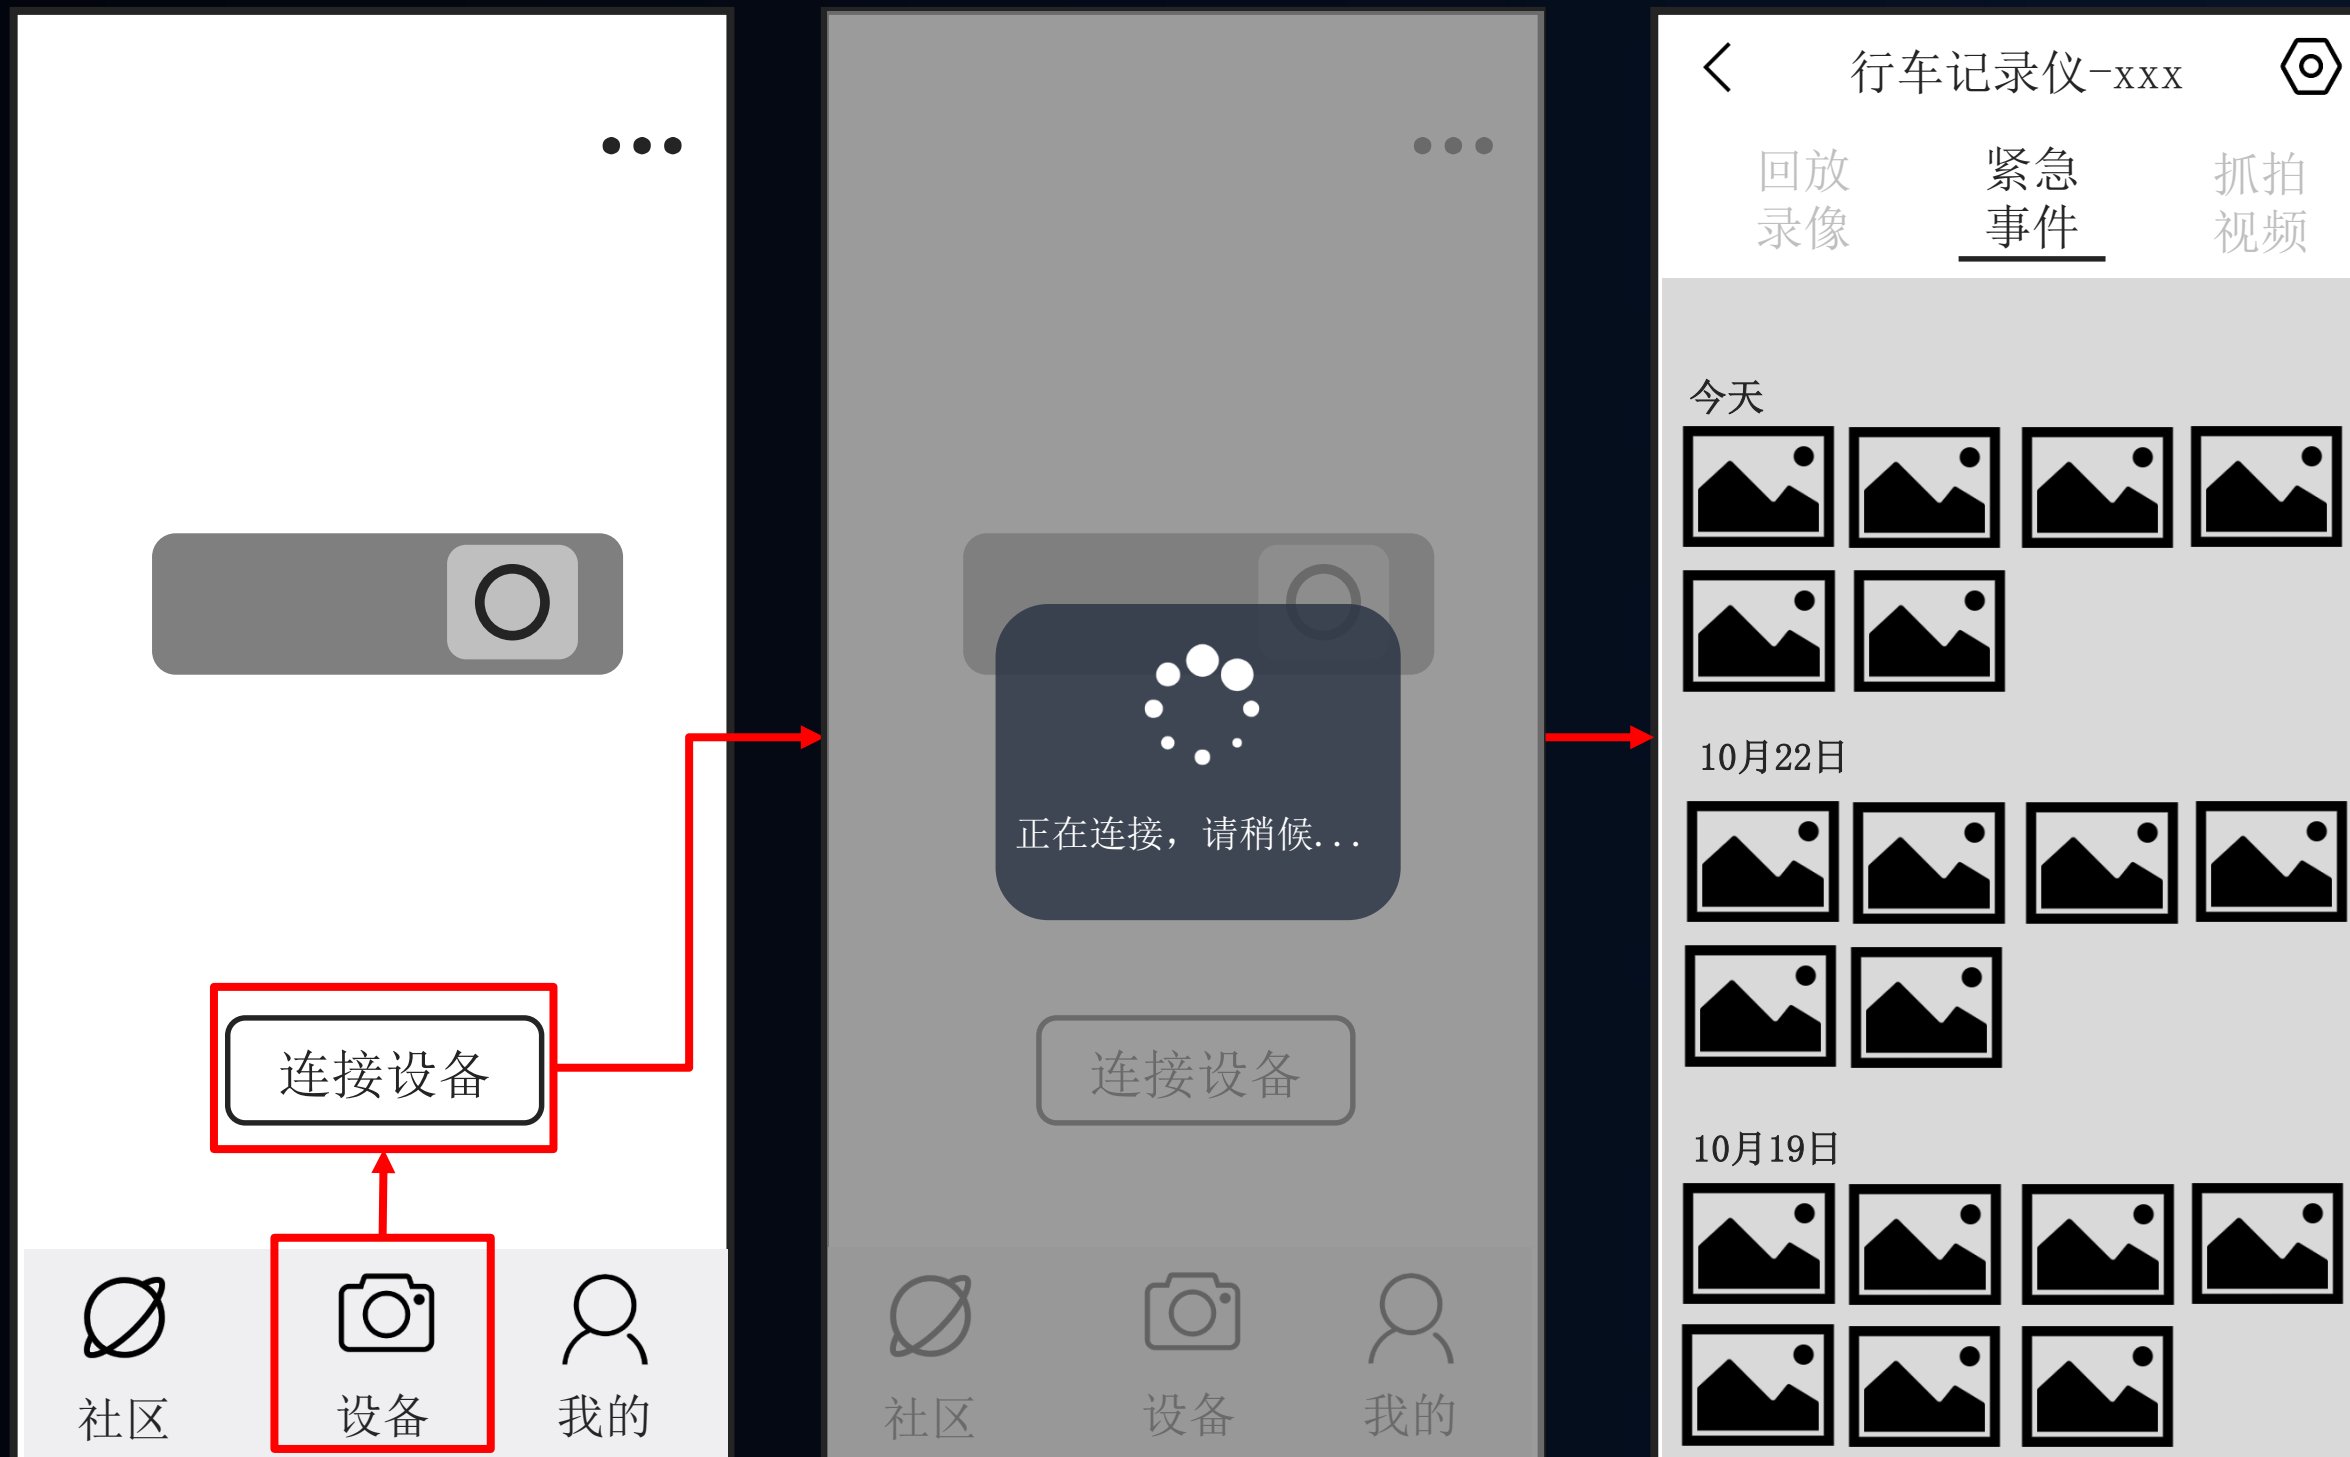 连接设备
社区
设备
我的
正在连接，请稍候...
连接设备
社区
设备
我的
行车记录仪-xxx
回放
录像
紧急
事件
抓拍
视频
今天
10月22日
10月19日